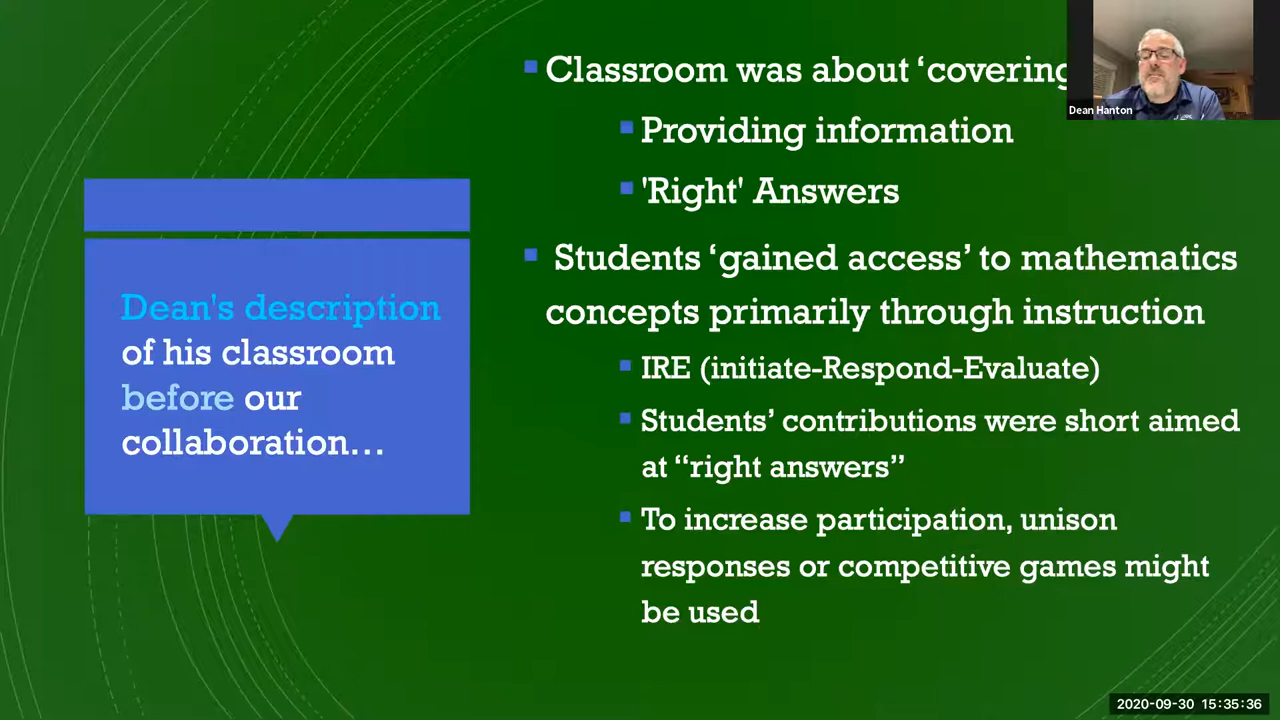 Dean's description
of his classroom
before our
collaboration…
Classroom was about ‘covering
Providing information
'Right' Answers
Students ‘gained access’ to mathematics
concepts primarily through instruction
IRE (initiate-Respond-Evaluate)
Students’ contributions were short aimed
at “right answers”
To increase participation, unison
responses or competitive games might
be used
Dean Hanton
2020-09-30 15:35:36